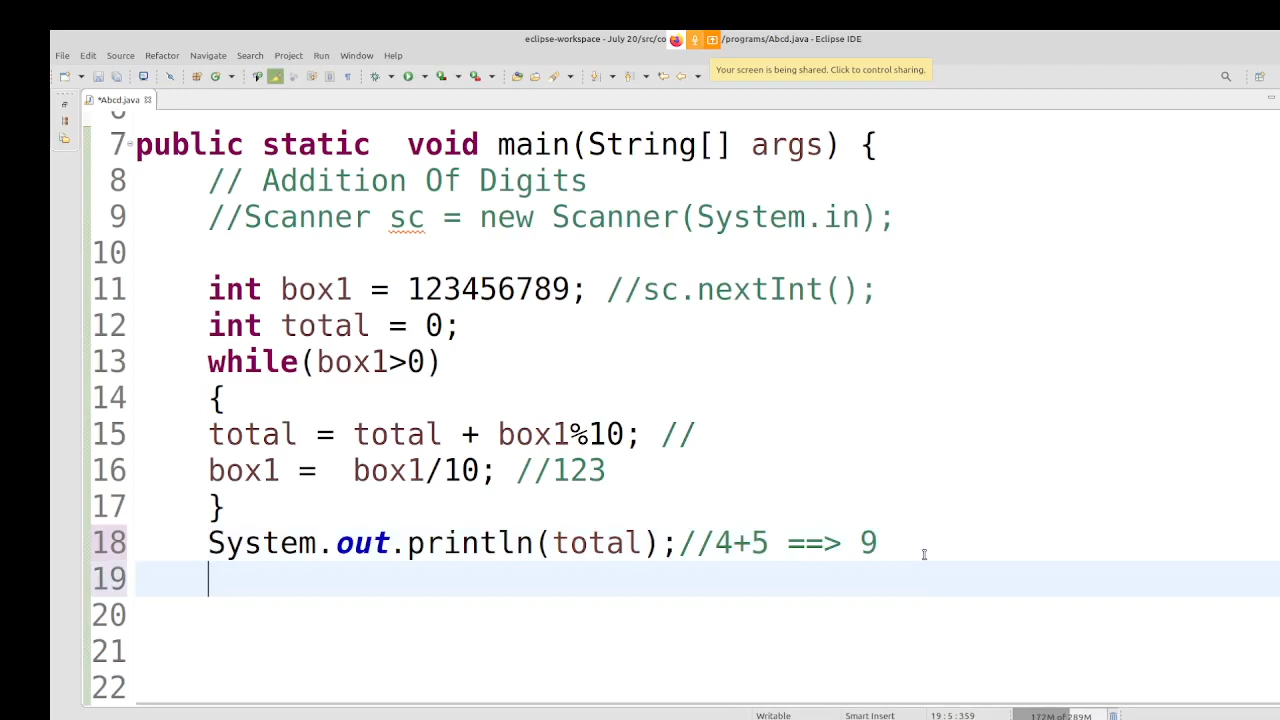 eclipse-workspace - July 20/src/co /programs/Abcd.java - Eclipse IDE
File Edit Source Refactor Navigate Search Project Run Window Help
Your screen is being shared. Click to control sharing.
*Abcd.java
6
7 public static  void main(String[] args) {
8 // Addition Of Digits
9 //Scanner sc = new Scanner(System.in);
10
11 int box1 = 123456789; //sc.nextInt();
12 int total = 0;
13 while(box1>0)
14 {
15 total = total + box1%10; //
16 box1 =  box1/10; //123
17 }
18 System.out.println(total);//4+5 ==> 9
19
20
21
22
Writable Smart Insert 19:5:359 172M of 289M